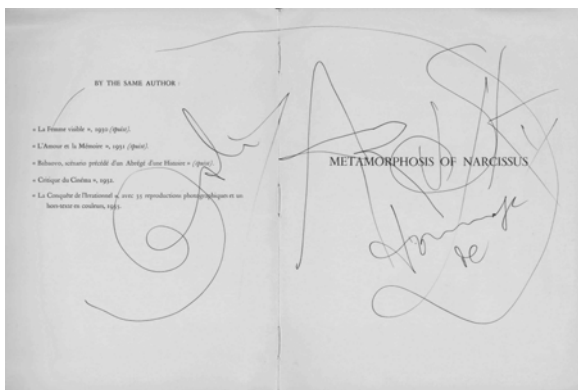 BY THE SAME AUTHOR :
« La Femme visible », 1930 (épuisé).
« L'Amour et la Mémoire », 1931 (épuisé).
« Babaouo, scénario précédé d'un Abrégé d'une Histoire » (épuisé).
« Critique du Cinéma », 1932.
« La Conquête de l'Irrationnel », avec 35 reproductions photographiques et un
hors-texte en couleurs, 1935.
METAMORPHOSIS OF NARCISSUS
Hommage
de